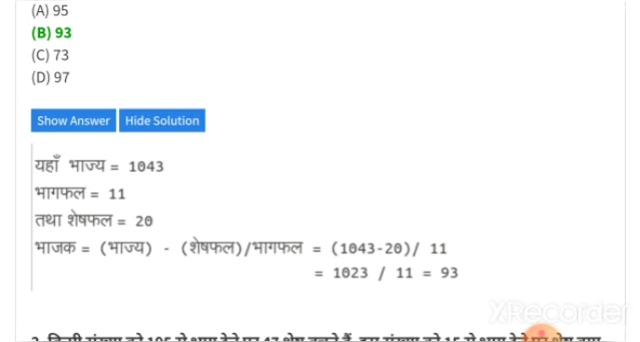 (A) 95
(B) 93
(C) 73
(D) 97
Show Answer Hide Solution
यहाँ भाज्य = 1043
भागफल = 11
तथा शेषफल = 20
भाजक = (भाज्य) - (शेषफल)/भागफल = (1043-20)/ 11
= 1023 / 11 = 93
XRecorder